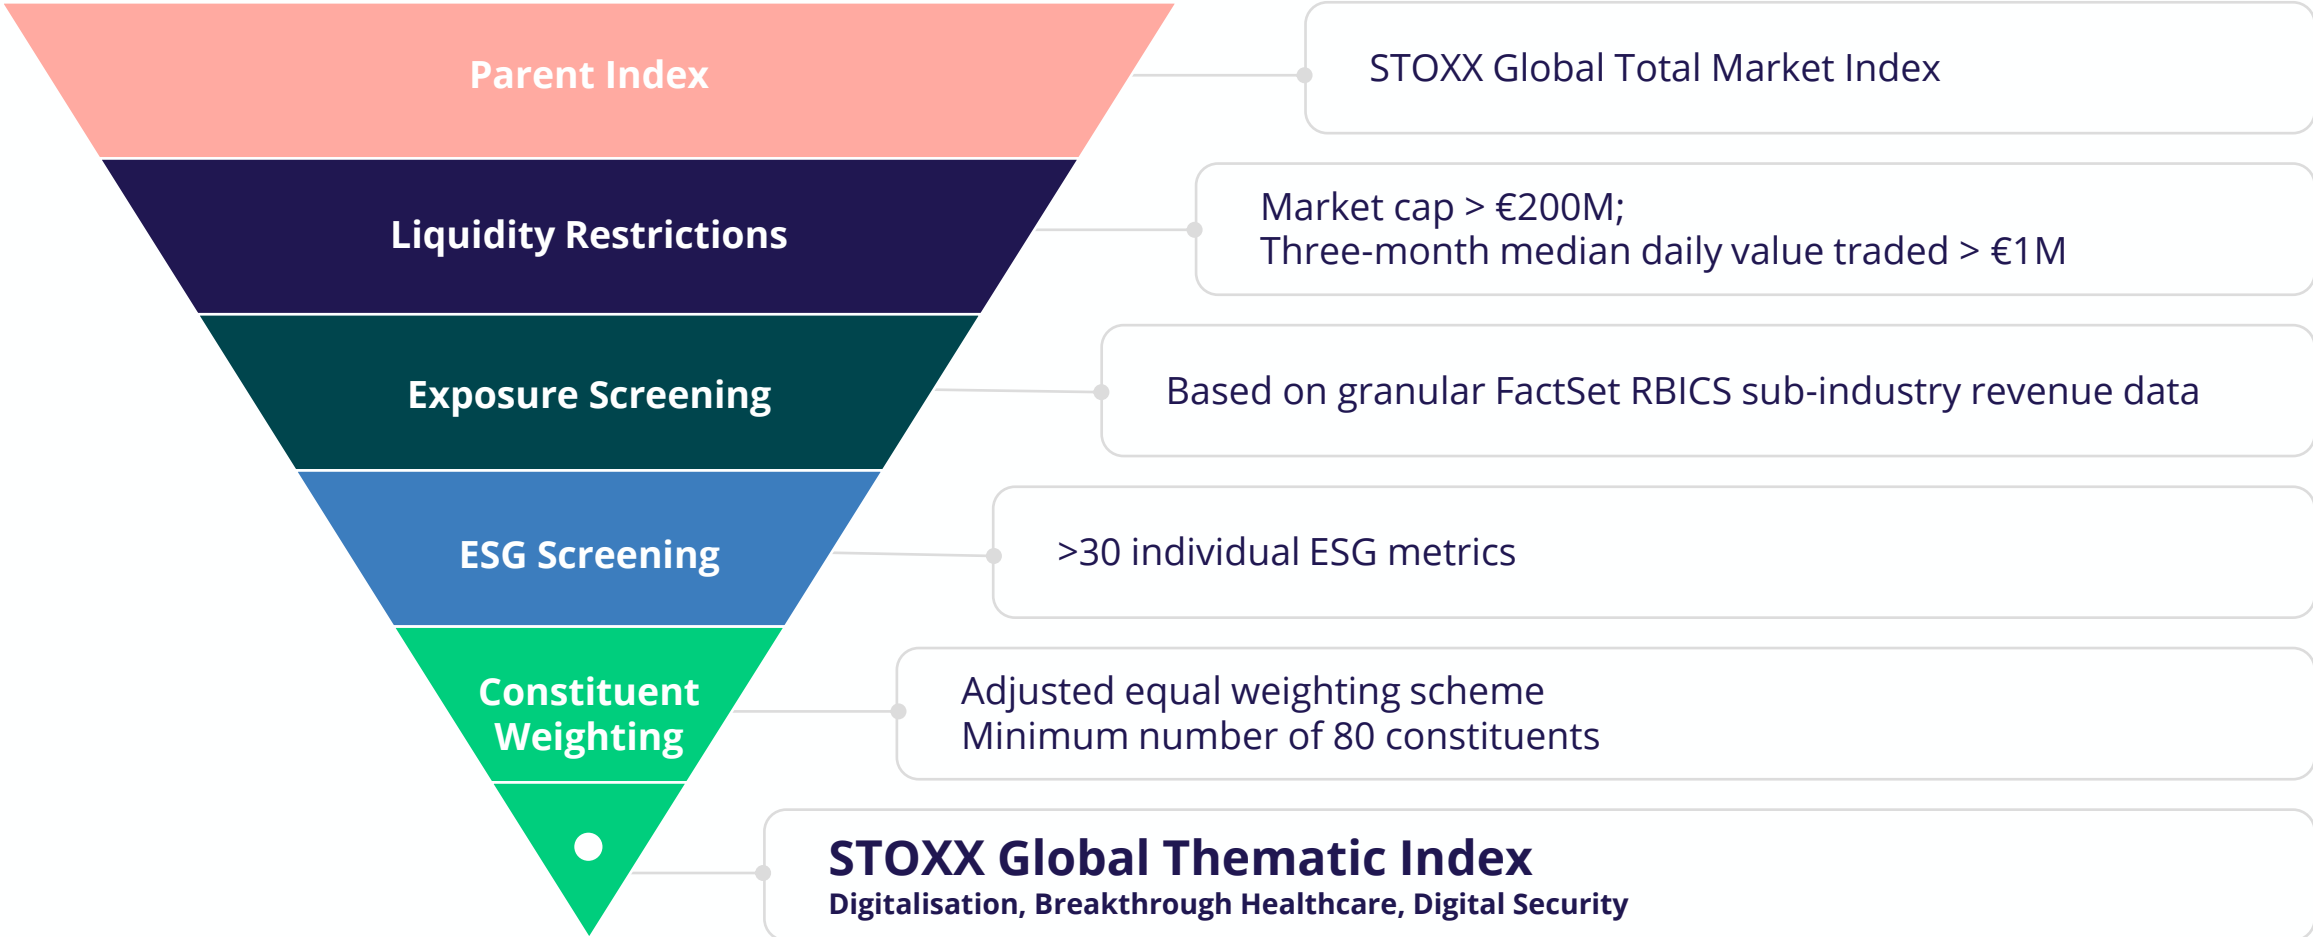 Parent Index
STOXX Global Total Market Index
Liquidity Restrictions
Market cap > €200M;
Three-month median daily value traded > €1M
Exposure Screening
Based on granular FactSet RBICS sub-industry revenue data
ESG Screening
>30 individual ESG metrics
Constituent
Weighting
Adjusted equal weighting scheme
Minimum number of 80 constituents
STOXX Global Thematic Index
Digitalisation, Breakthrough Healthcare, Digital Security